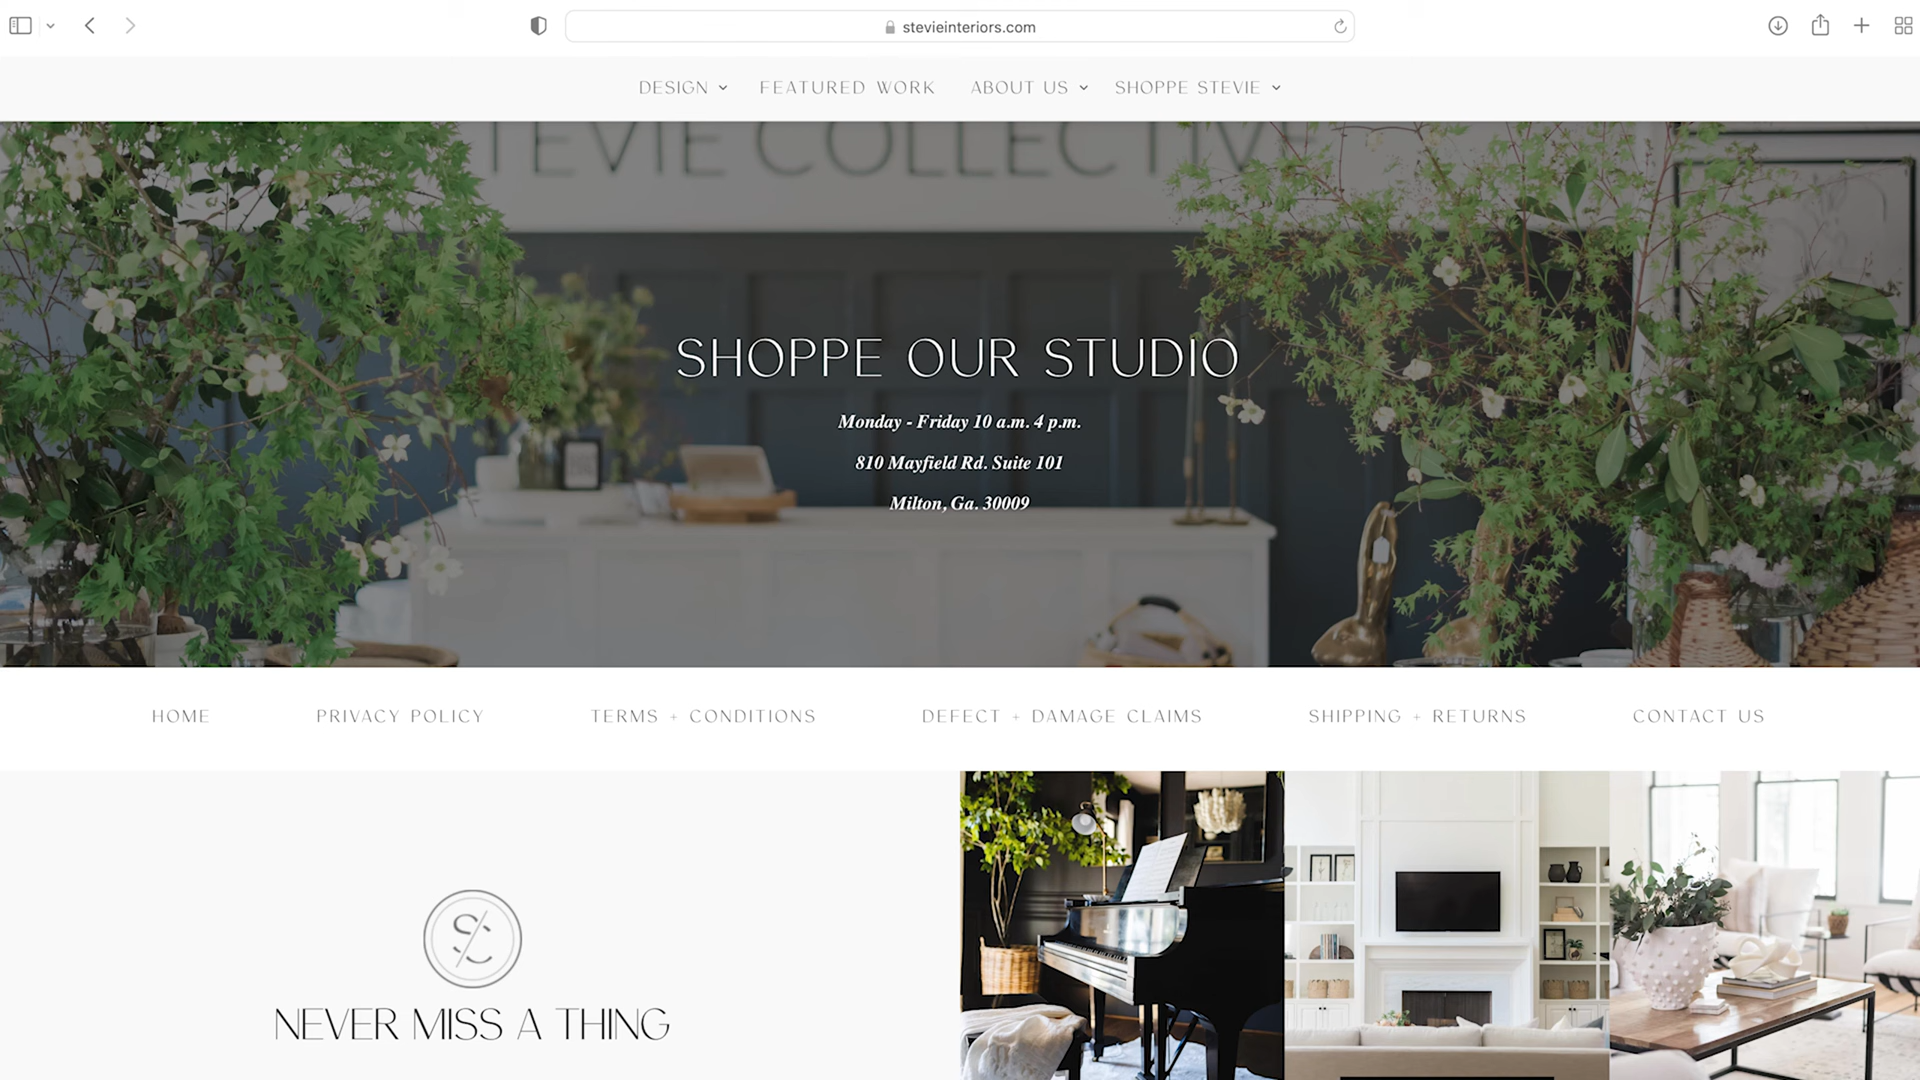 stevieinteriors.com
DESIGN FEATURED WORK ABOUT US SHOPPE STEVIE
TEVIE COLLECTIV
SHOPPE OUR STUDIO
Monday - Friday 10 a.m. 4 p.m.
810 Mayfield Rd. Suite 101
Milton, Ga. 30009
HOME PRIVACY POLICY TERMS + CONDITIONS DEFECT + DAMAGE CLAIMS SHIPPING + RETURNS CONTACT US
SC
NEVER MISS A THING